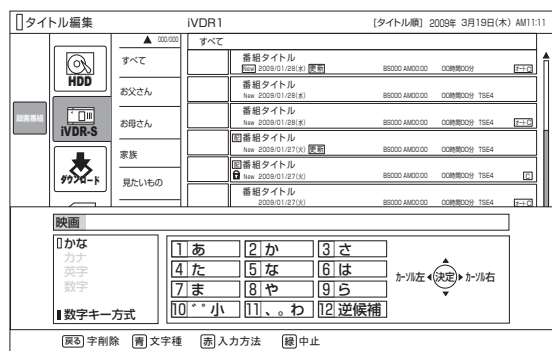 タイトル編集 iVDR1 [タイトル順] 2009年 3月19日(木) AM11:11
▲ 000/000 すべて
録画番組
HDD
iVDR-S
ダウンロード
すべて
お父さん
お母さん
家族
見たいもの
番組タイトル
New 2009/01/28(水) 更新 BS000 AM00:00 00時間00分
番組タイトル
New 2009/01/28(水) BS000 AM00:00 00時間00分 TSE4
番組タイトル
New 2009/01/28(水) BS000 AM00:00 00時間00分 TSE4
番組タイトル
New 2009/01/27(火) 更新 BS000 AM00:00 00時間00分
番組タイトル
New 2009/01/27(火) BS000 AM00:00 00時間00分 TSE4 C
番組タイトル
2009/01/27(火) BS000 AM00:00 00時間00分 TSE4
映画
かな
カナ
英字
数字
数字キー方式
1 あ 2 か 3 さ
4 た 5 な 6 は
7 ま 8 や 9 ら
10 ゛゜小 11 、。わ 12 逆候補
カーソル左 決定 カーソル右
戻る 字削除 青 文字種 赤 入力方法 緑 中止